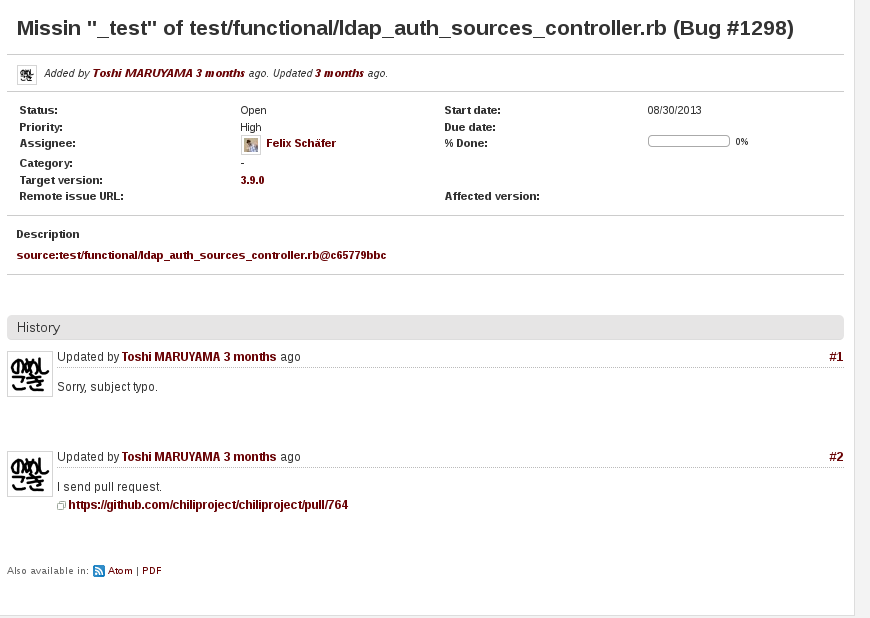 Missin "_test" of test/functional/ldap_auth_sources_controller.rb (Bug #1298)
Added by Toshi MARUYAMA 3 months ago. Updated 3 months ago.
Status: Open Start date: 08/30/2013
Priority: High Due date:
Assignee: Felix Schäfer % Done: 0%
Category: -
Target version: 3.9.0
Remote issue URL: Affected version:
Description
source:test/functional/ldap_auth_sources_controller.rb@c65779bbc
History
Updated by Toshi MARUYAMA 3 months ago #1
Sorry, subject typo.
Updated by Toshi MARUYAMA 3 months ago #2
I send pull request.
https://github.com/chiliproject/chiliproject/pull/764
Also available in: Atom | PDF